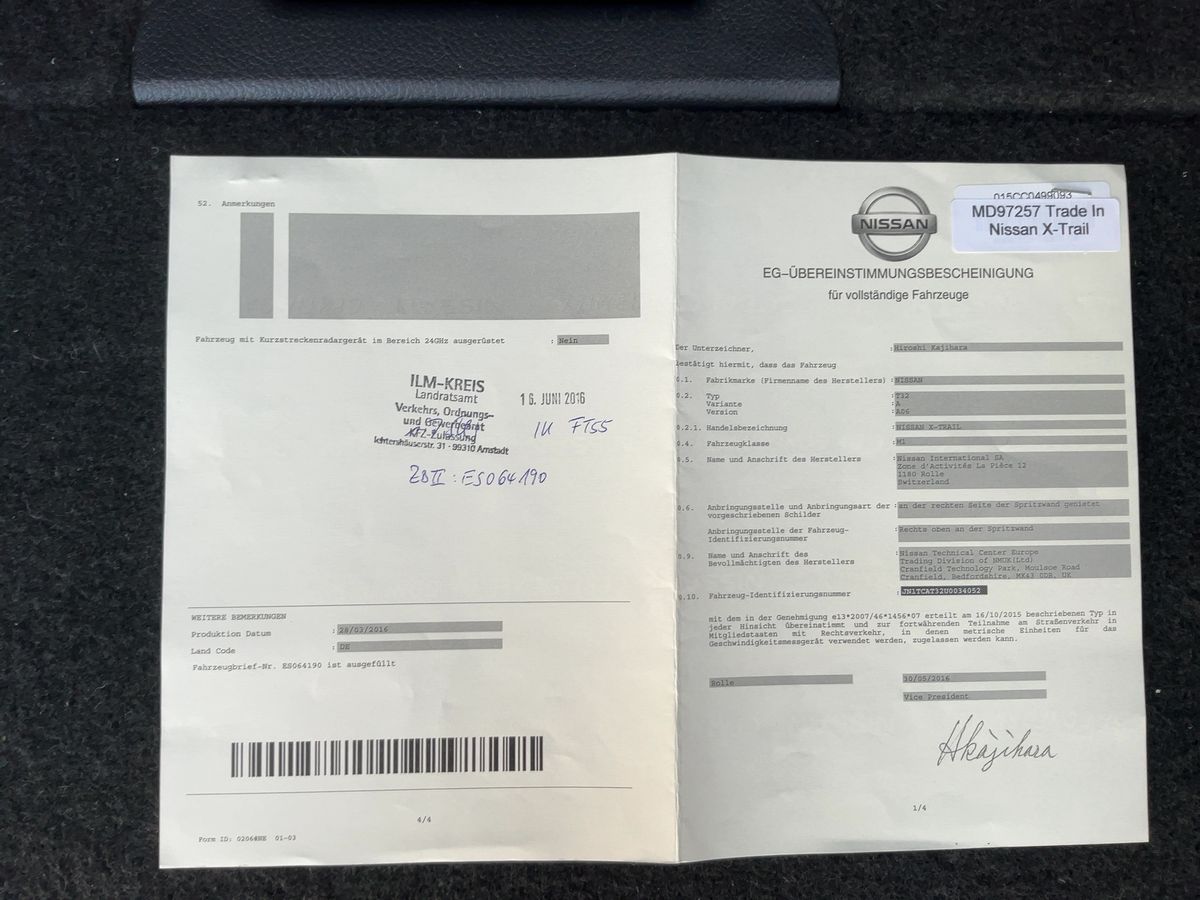 52. Anmerkungen
Fahrzeug mit Kurzstreckenradargerät im Bereich 24GHz ausgerüstet : Nein
ILM-KREIS
Landratsamt
Verkehrs, Ordnungs-
und Gewerbeamt
KFZ-Zulassung
Ichtershäuserstr. 31 - 99310 Arnstadt
16. JUNI 2016
IK FT55
ZBII : ES064190
WEITERE BEMERKUNGEN
Produktion Datum : 28/03/2016
Land Code : DE
Fahrzeugbrief-Nr. ES064190 ist ausgefüllt
4/4
Form ID: 02064HE 01-03
NISSAN
015CC0499093
MD97257 Trade In
Nissan X-Trail
EG-ÜBEREINSTIMMUNGSBESCHEINIGUNG
für vollständige Fahrzeuge
Der Unterzeichner, : Hiroshi Kajihara
bestätigt hiermit, dass das Fahrzeug
0.1. Fabrikmarke (Firmenname des Herstellers) : NISSAN
0.2. Typ : T32
Variante : A
Version : A06
0.2.1. Handelsbezeichnung : NISSAN X-TRAIL
0.4. Fahrzeugklasse : M1
0.5. Name und Anschrift des Herstellers : Nissan International SA
Zone d'Activités La Pièce 12
1180 Rolle
Switzerland
0.6. Anbringungsstelle und Anbringungsart der vorgeschriebenen Schilder : an der rechten Seite der Spritzwand genietet
Anbringungsstelle der Fahrzeug-
Identifizierungsnummer : Rechts oben an der Spritzwand
0.9. Name und Anschrift des
Bevollmächtigten des Herstellers : Nissan Technical Center Europe
Trading Division of NMUK(Ltd)
Cranfield Technology Park, Moulsoe Road
Cranfield, Bedfordshire, MK43 0DB, UK
0.10. Fahrzeug-Identifizierungsnummer : JN1TCAT32U0034052
mit dem in der Genehmigung e13*2007/46*1456*07 erteilt am 16/10/2015 beschriebenen Typ in
jeder Hinsicht übereinstimmt und zur fortwährenden Teilnahme am Straßenverkehr in
Mitgliedstaaten mit Rechtsverkehr, in denen metrische Einheiten für das
Geschwindigkeitsmessgerät verwendet werden, zugelassen werden kann.
Rolle 30/05/2016
Vice President
HKajihara
1/4